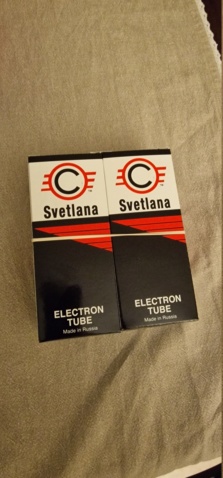 C
Svetlana
ELECTRON
TUBE
Made in Russia
C
Svetlana
ELECTRON
TUBE
Made in Russia